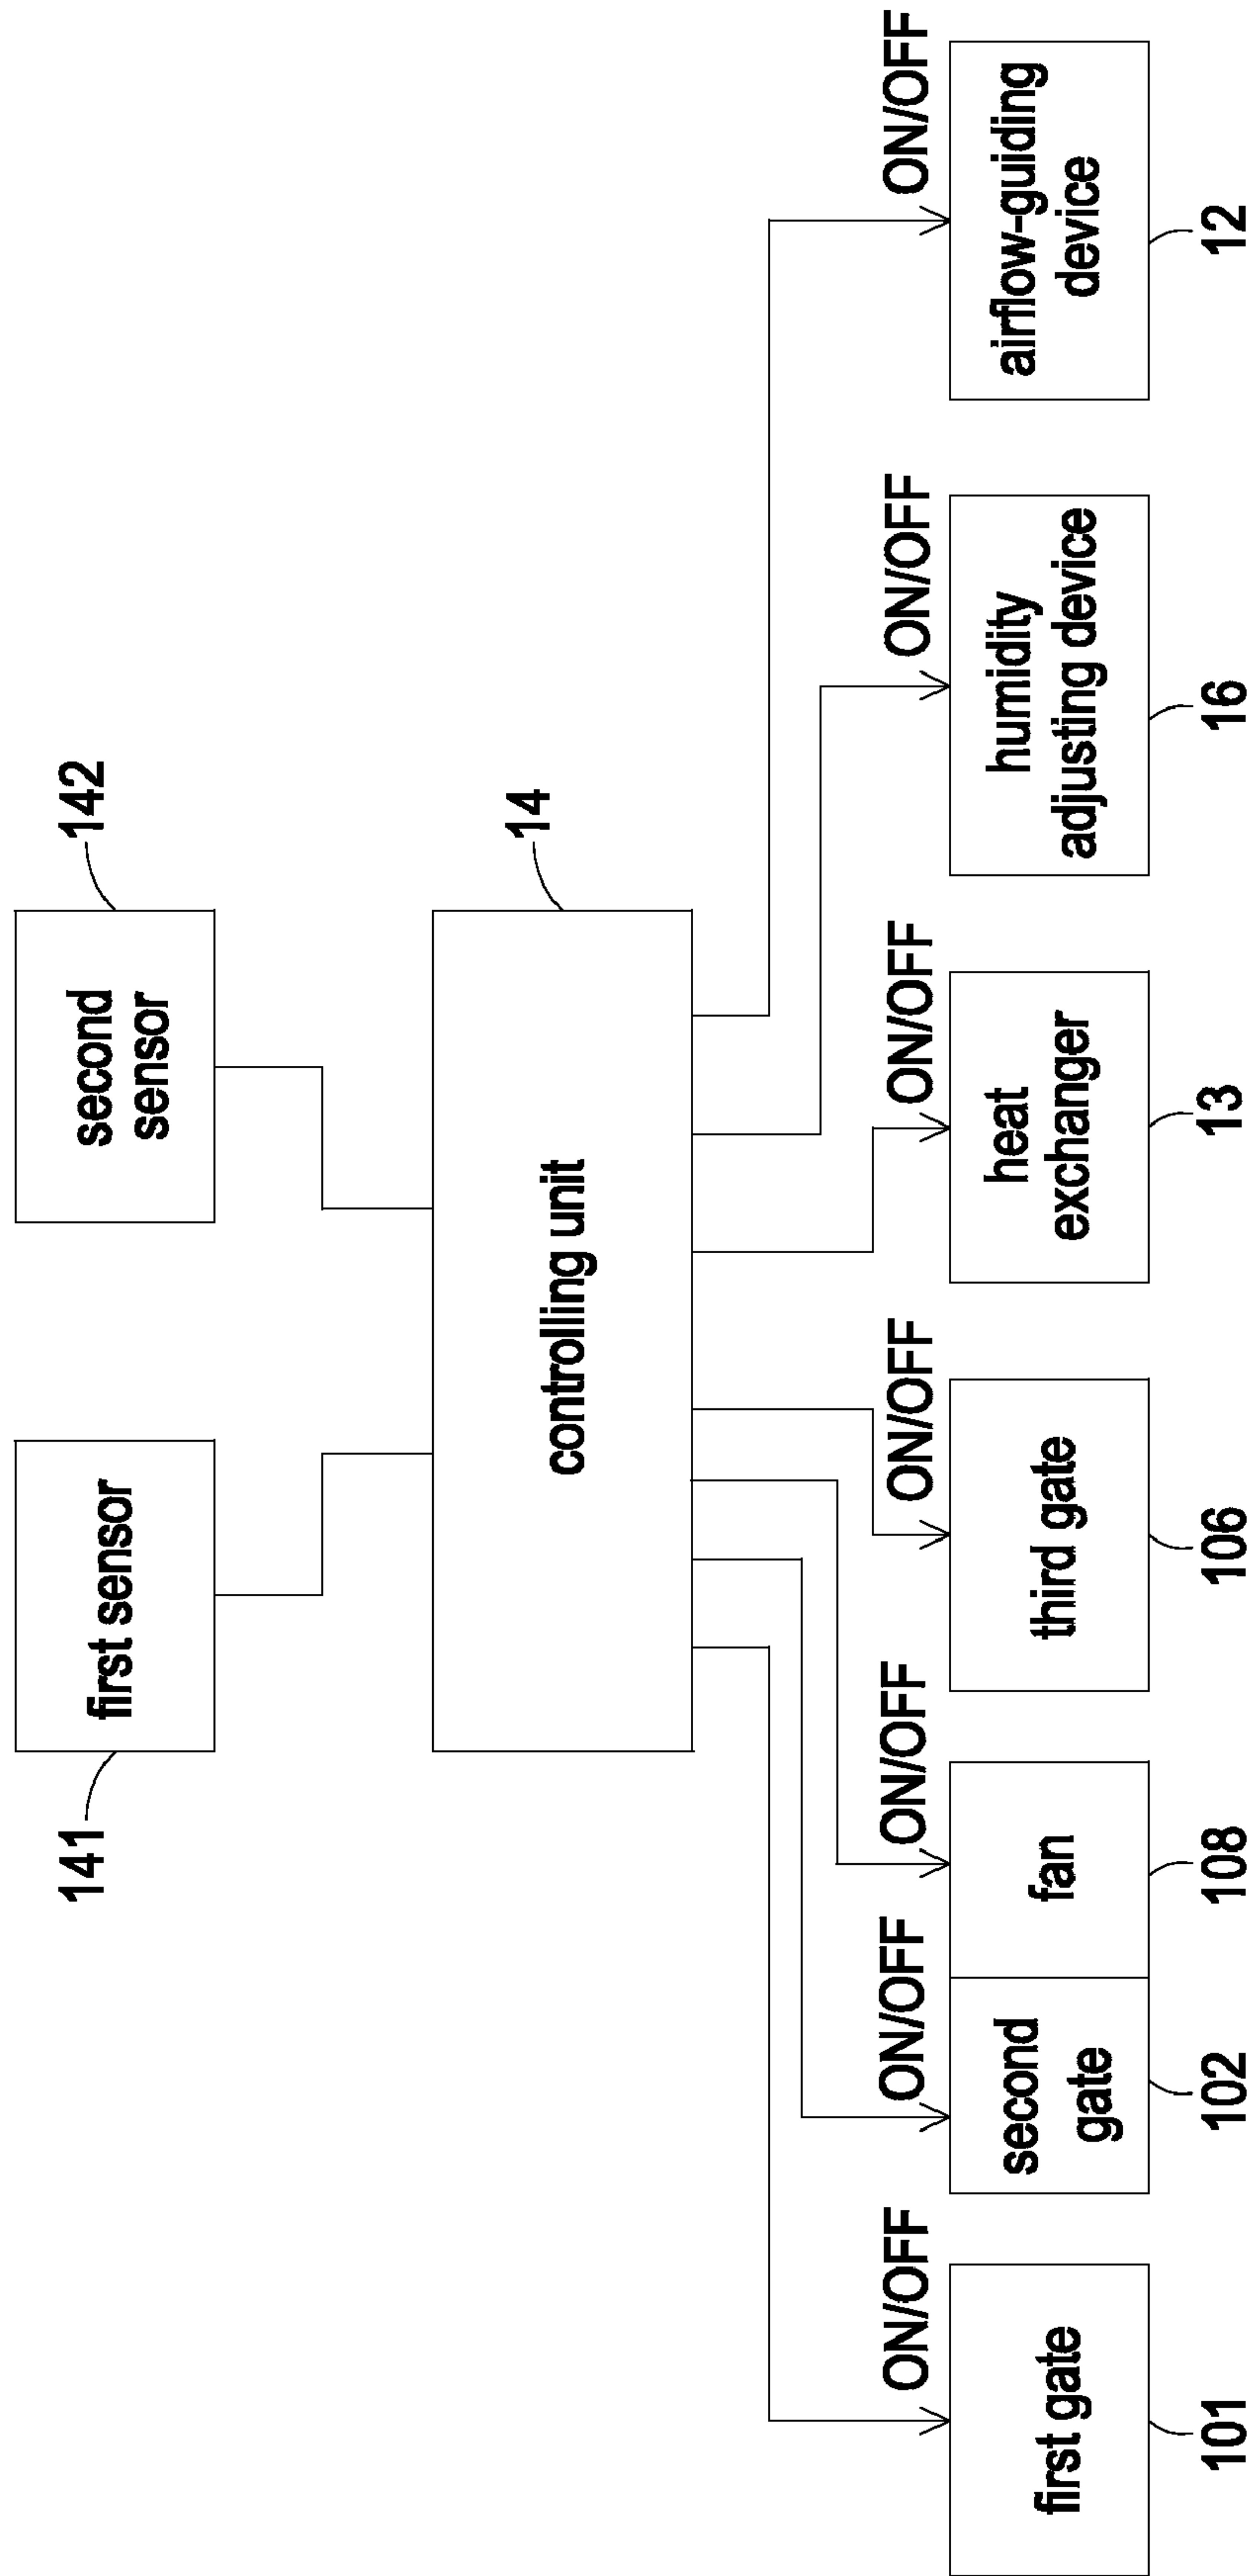 141
first sensor
second
sensor
142
controlling unit
14
ON/OFF
ON/OFF
ON/OFF
ON/OFF
ON/OFF
ON/OFF
ON/OFF
first gate
second
gate
fan
third gate
heat
exchanger
humidity
adjusting device
airflow-guiding
device
101
102
108
106
13
16
12